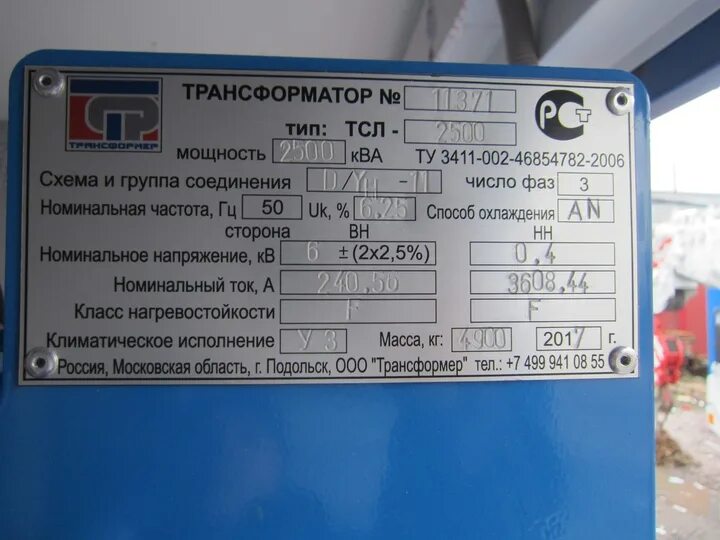 ТРАНСФОРМЕР
ТРАНСФОРМАТОР № 11371
тип: ТСЛ - 2500
РСТ
мощность 2500 кВА ТУ 3411-002-46854782-2006
Схема и группа соединения D/Yн -11 число фаз 3
Номинальная частота, Гц 50 Uk, % 6.25 Способ охлаждения AN
сторона ВН НН
Номинальное напряжение, кВ 6 ±(2x2,5%) 0.4
Номинальный ток, А 240.56 3608.44
Класс нагревостойкости F F
Климатическое исполнение У3 Масса, кг: 4900 2017 г.
Россия, Московская область, г. Подольск, ООО "Трансформер" тел.: +7 499 941 08 55